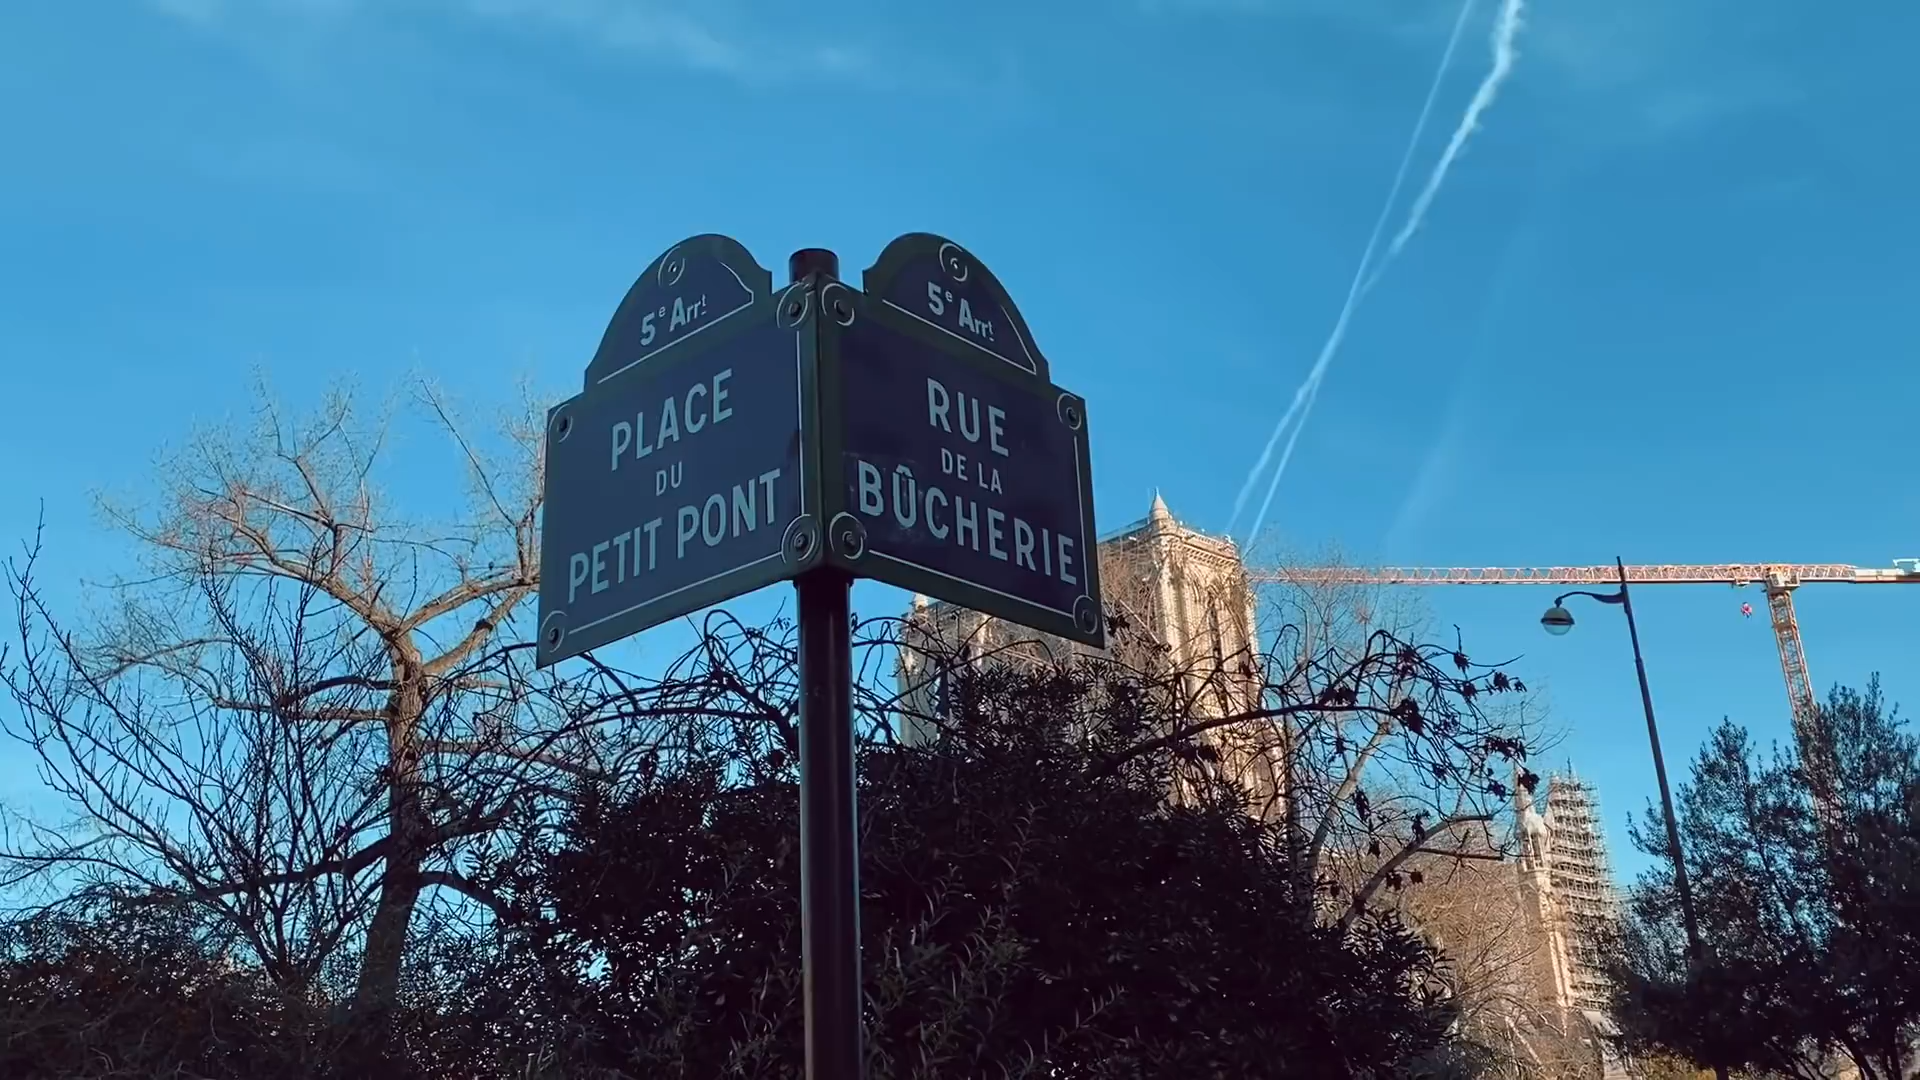 5e Arrt
PLACE
DU
PETIT PONT
5e Arrt
RUE
DE LA
BÛCHERIE